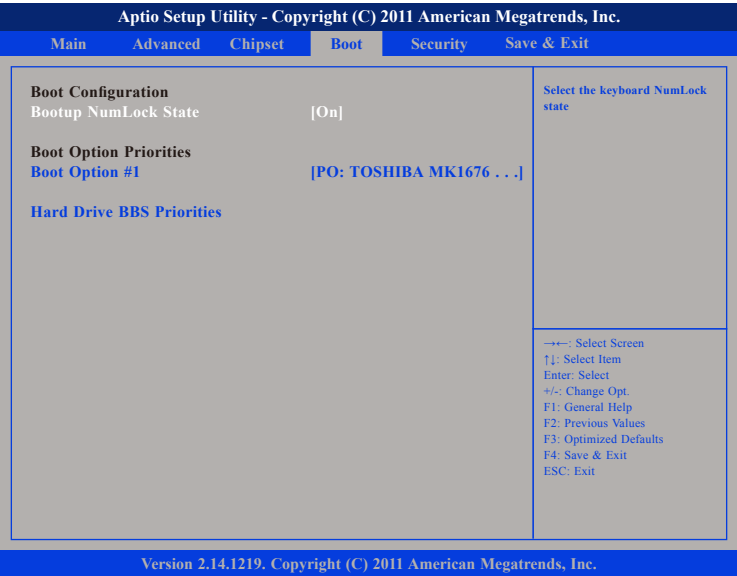 Aptio Setup Utility - Copyright (C) 2011 American Megatrends, Inc.
Main Advanced Chipset Boot Security Save & Exit
Boot Configuration
Bootup NumLock State [On]
Boot Option Priorities
Boot Option #1 [PO: TOSHIBA MK1676 . . .]
Hard Drive BBS Priorities
Select the keyboard NumLock
state
→←: Select Screen
↑↓: Select Item
Enter: Select
+/-: Change Opt.
F1: General Help
F2: Previous Values
F3: Optimized Defaults
F4: Save & Exit
ESC: Exit
Version 2.14.1219. Copyright (C) 2011 American Megatrends, Inc.